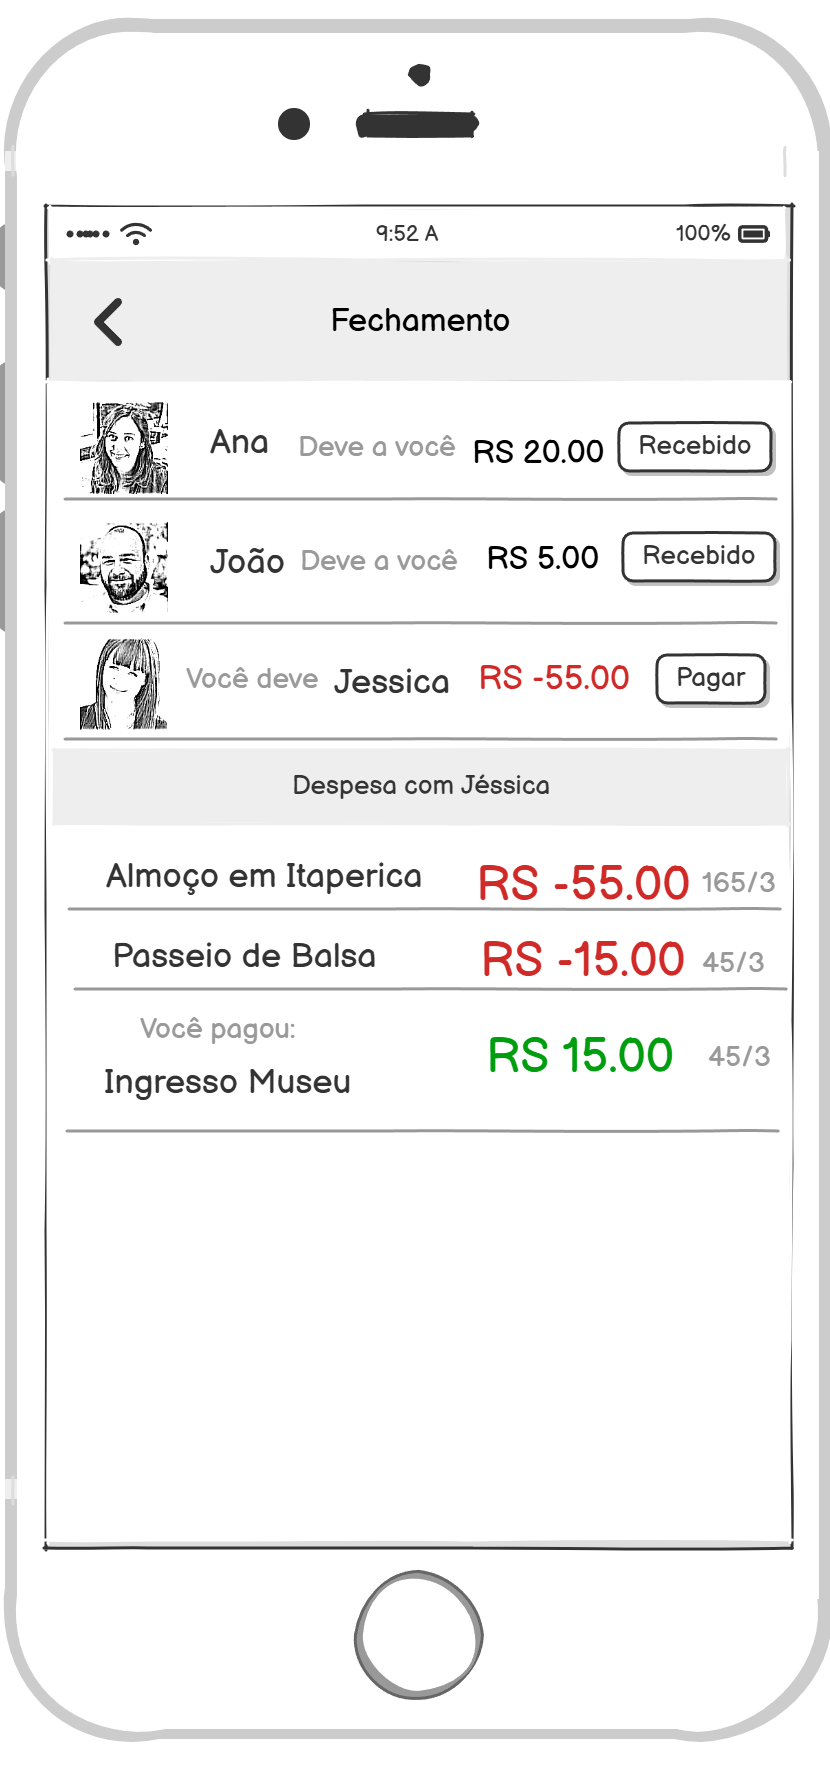 9:52 A 100%
Fechamento
Ana Deve a você RS 20.00 Recebido
João Deve a você RS 5.00 Recebido
Você deve Jessica RS -55.00 Pagar
Despesa com Jéssica
Almoço em Itaperica RS -55.00 165/3
Passeio de Balsa RS -15.00 45/3
Você pagou:
Ingresso Museu RS 15.00 45/3